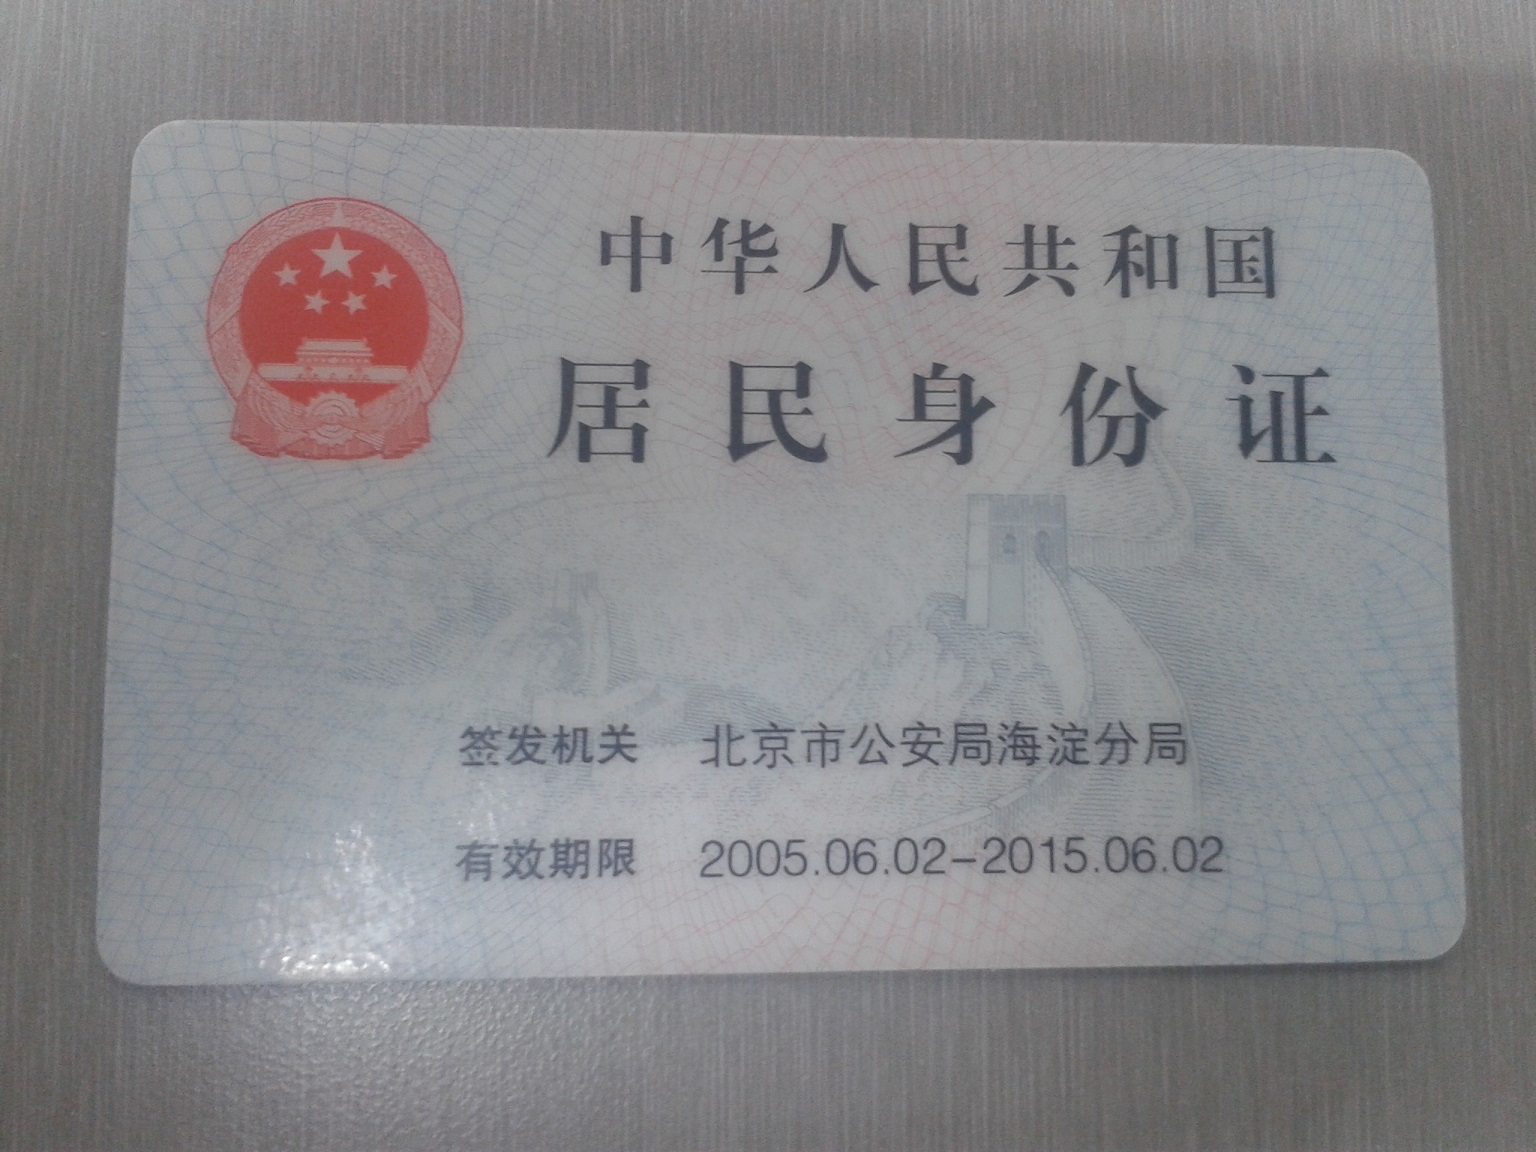 中华人民共和国
居民身份证
签发机关 北京市公安局海淀分局
有效期限 2005.06.02-2015.06.02